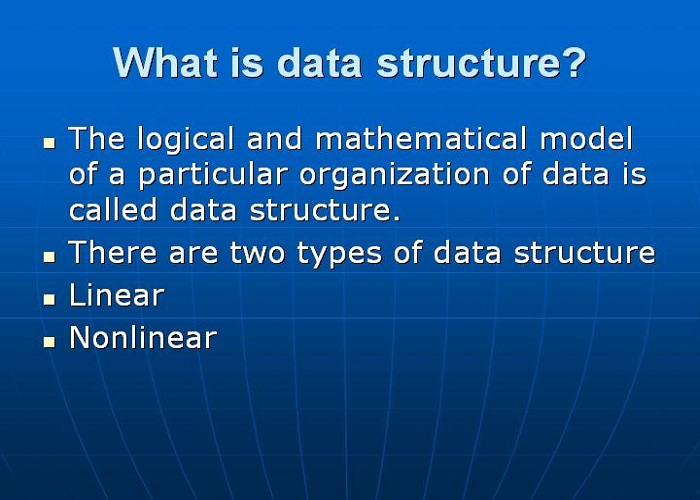 What is data structure?
The logical and mathematical model
of a particular organization of data is
called data structure.
There are two types of data structure
Linear
Nonlinear